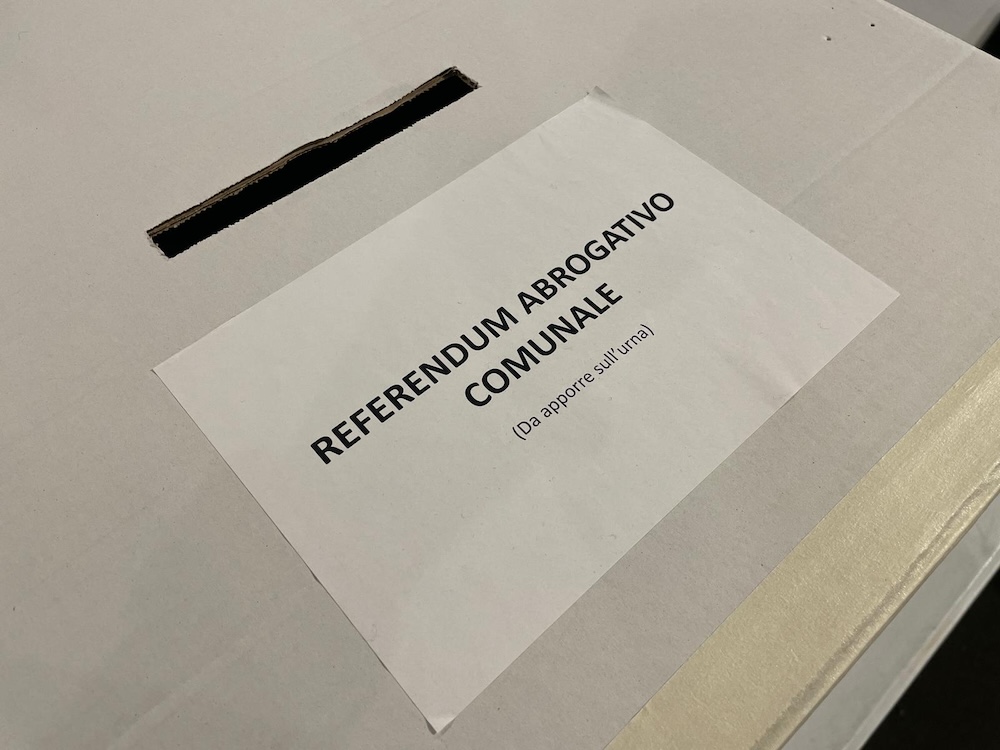 REFERENDUM ABROGATIVO
COMUNALE
(Da apporre sull'urna)